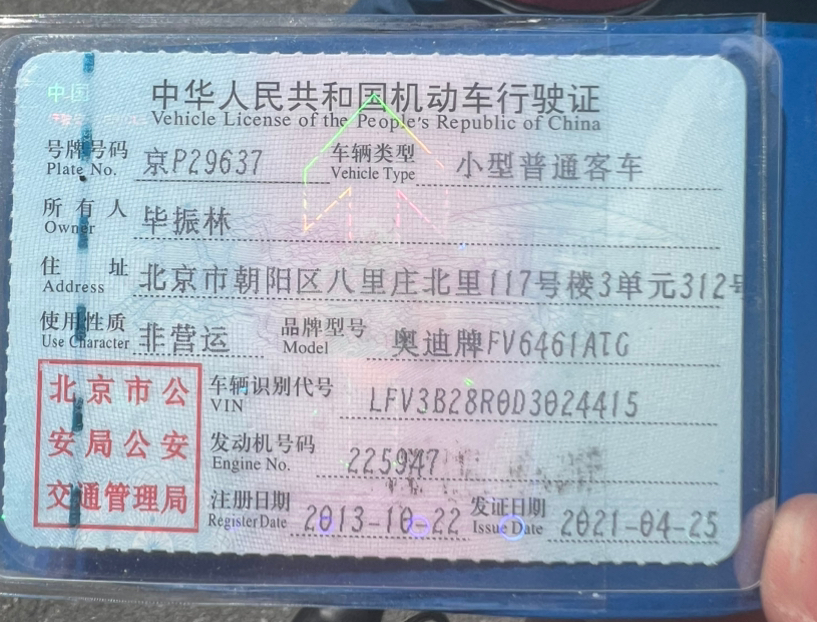 中国
中华人民共和国机动车行驶证
Vehicle License of the People's Republic of China
号牌号码 京P29637 车辆类型 小型普通客车
Plate No. Vehicle Type
所有人 毕振林
Owner
住址 北京市朝阳区八里庄北里117号楼3单元312号
Address
使用性质 非营运 品牌型号 奥迪牌FV6461ATG
Use Character Model
北京市公 车辆识别代号 LFV3B28R0D3024415
VIN
安局公安 发动机号码 225947
Engine No.
交通管理局 注册日期 2013-10-22 发证日期 2021-04-25
Register Date Issue Date